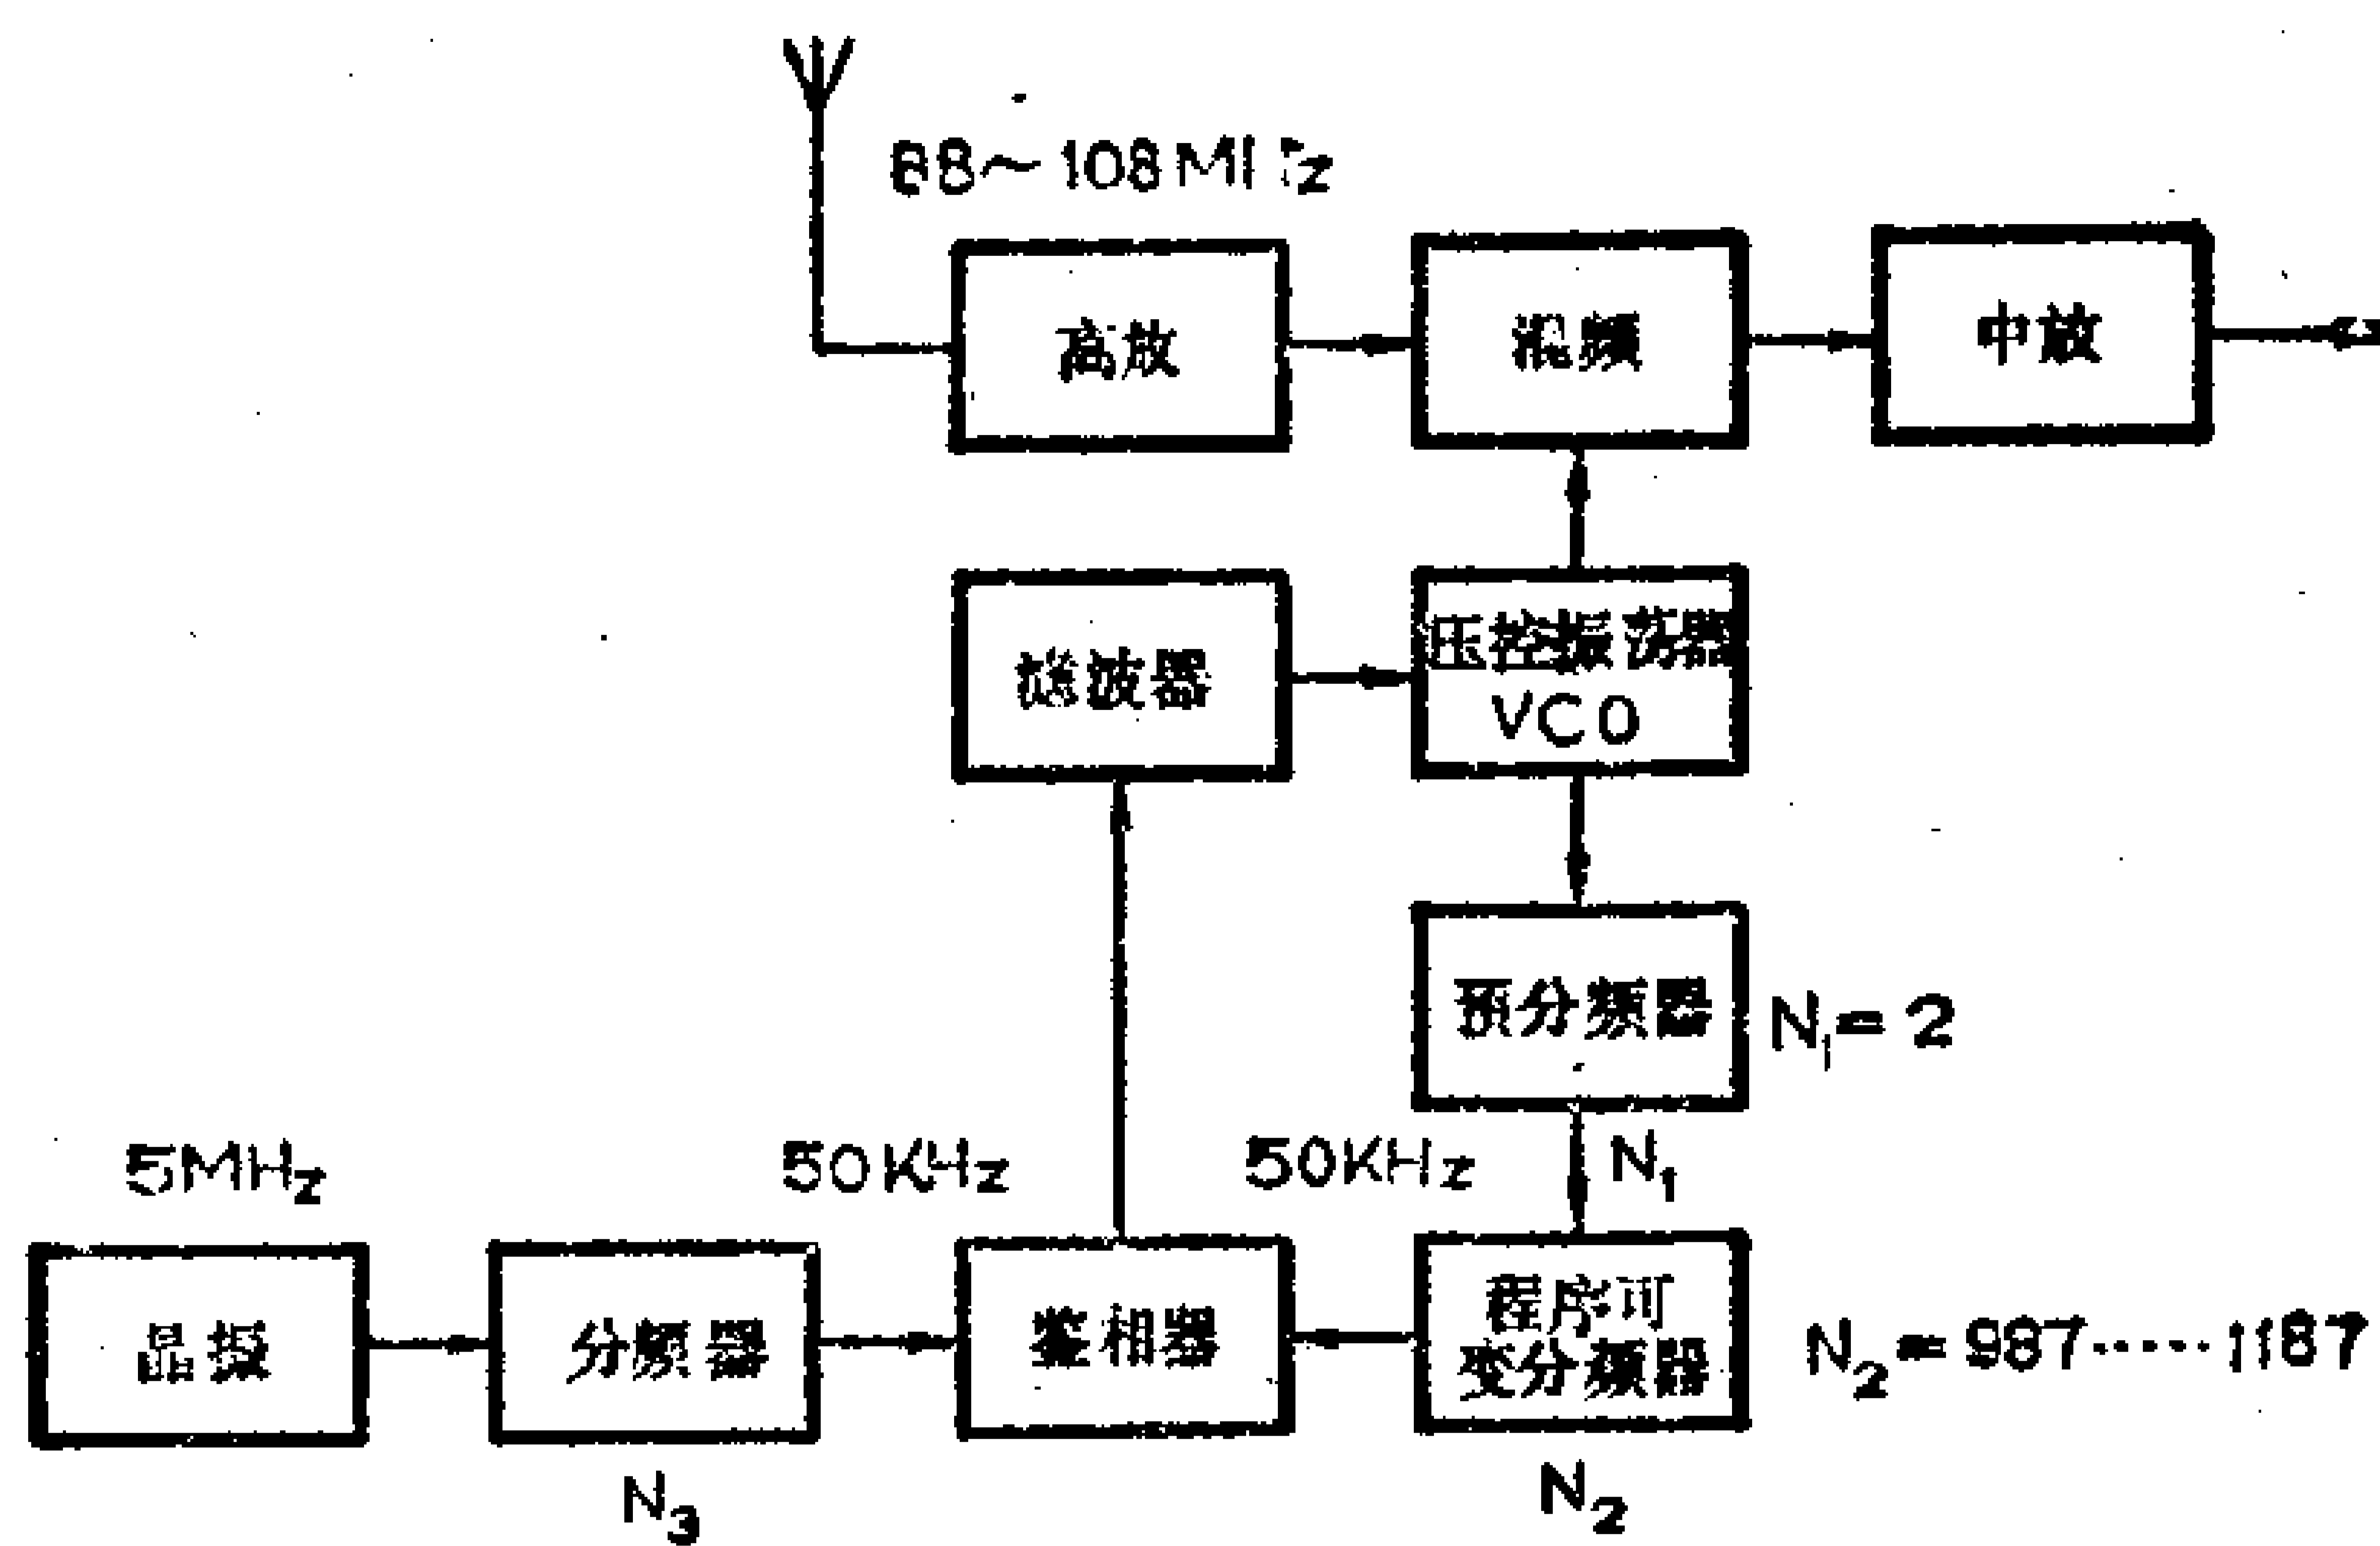 88~108MHz
高放
混频
中放
滤波器
压控振荡器
VCO
预分频器
N₁=2
5MHz
50KHz
50KHz
N₁
晶振
分频器
鉴相器
程序可
变分频器
N₂=987·····1187
N₃
N₂